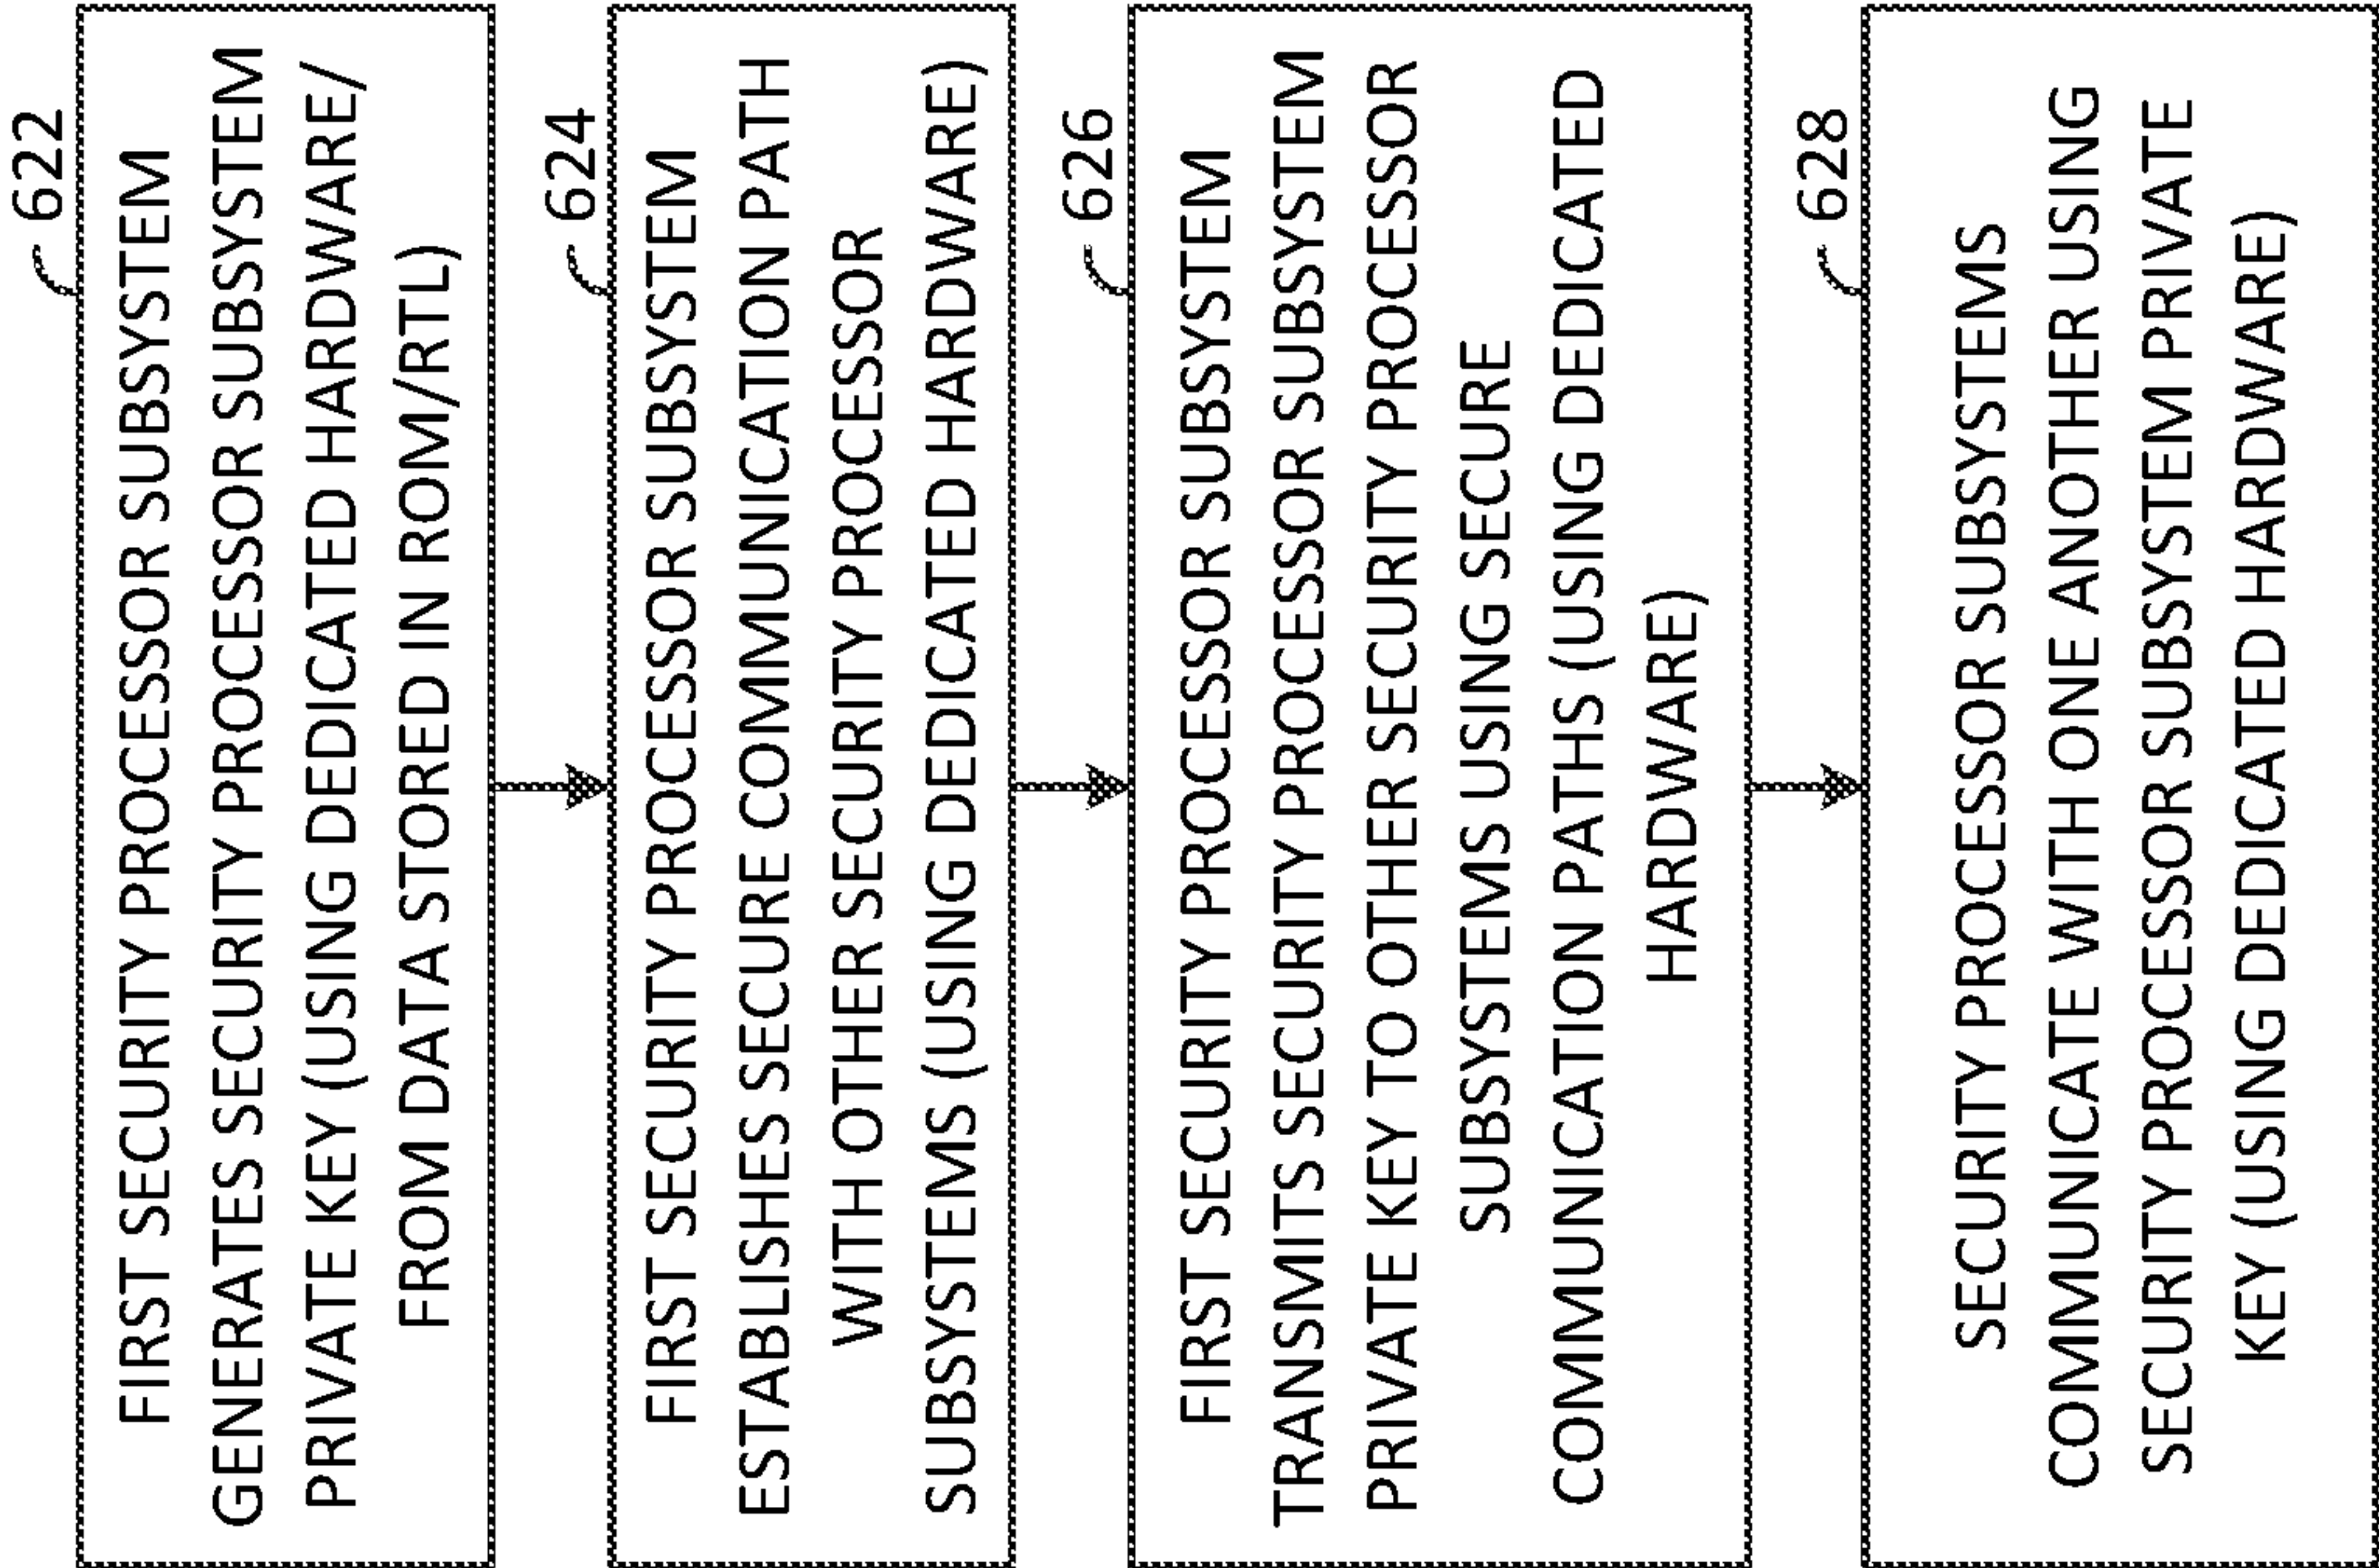 622
FIRST SECURITY PROCESSOR SUBSYSTEM
GENERATES SECURITY PROCESSOR SUBSYSTEM
PRIVATE KEY (USING DEDICATED HARDWARE/
FROM DATA STORED IN ROM/RTL)
624
FIRST SECURITY PROCESSOR SUBSYSTEM
ESTABLISHES SECURE COMMUNICATION PATH
WITH OTHER SECURITY PROCESSOR
SUBSYSTEMS (USING DEDICATED HARDWARE)
626
FIRST SECURITY PROCESSOR SUBSYSTEM
TRANSMITS SECURITY PROCESSOR SUBSYSTEM
PRIVATE KEY TO OTHER SECURITY PROCESSOR
SUBSYSTEMS USING SECURE
COMMUNICATION PATHS (USING DEDICATED
HARDWARE)
628
SECURITY PROCESSOR SUBSYSTEMS
COMMUNICATE WITH ONE ANOTHER USING
SECURITY PROCESSOR SUBSYSTEM PRIVATE
KEY (USING DEDICATED HARDWARE)